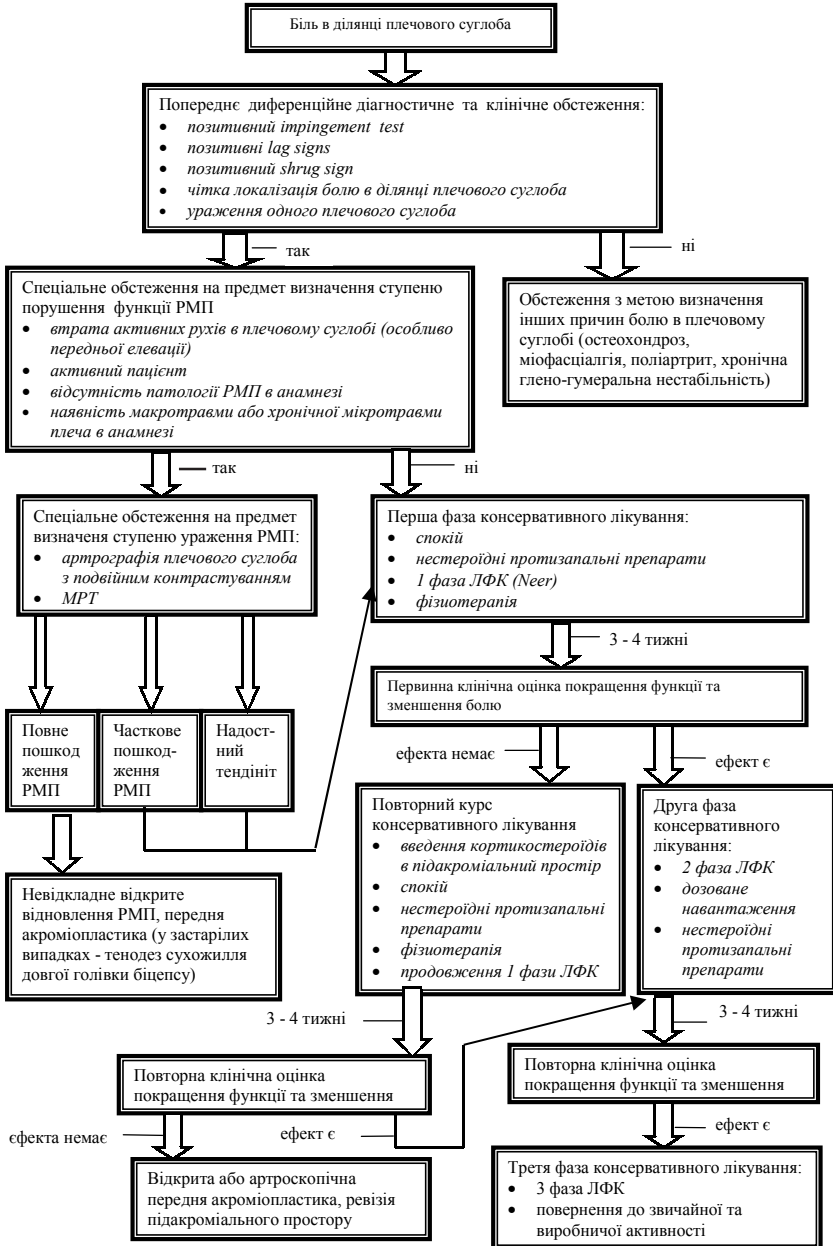 Біль в ділянці плечового суглоба
Попереднє диференційне діагностичне та клінічне обстеження:
• позитивний impingement test
• позитивні lag signs
• позитивний shrug sign
• чітка локалізація болю в ділянці плечового суглоба
• ураження одного плечового суглоба
так
ні
Спеціальне обстеження на предмет визначення ступеню
порушення функції РМП
• втрата активних рухів в плечовому суглобі (особливо
передньої елевації)
• активний пацієнт
• відсутність патології РМП в анамнезі
• наявність макротравми або хронічної мікротравми
плеча в анамнезі
Обстеження з метою визначення
інших причин болю в плечовому
суглобі (остеохондроз,
міофасціалгія, поліартрит, хронічна
глено-гумеральна нестабільність)
так
ні
Спеціальне обстеження на предмет
визначеня ступеню ураження РМП:
• артрографія плечового суглоба
з подвійним контрастуванням
• МРТ
Перша фаза консервативного лікування:
• спокій
• нестероїдні протизапальні препарати
• 1 фаза ЛФК (Neer)
• фізиотерапія
3 - 4 тижні
Первинна клінічна оцінка покращення функції та
зменшення болю
Повне
пошкод
ження
РМП
Часткове
пошкод-
ження
РМП
Надост-
ний
тендініт
ефекта немає
ефект є
Повторний курс
консервативного лікування
• введення кортикостероїдів
в підакроміальний простір
• спокій
• нестероїдні протизапальні
препарати
• фізиотерапія
• продовження 1 фази ЛФК
Друга фаза
консервативного
лікування:
• 2 фаза ЛФК
• дозоване
навантаження
• нестероїдні
протизапальні
препарати
Невідкладне відкрите
відновлення РМП, передня
акроміопластика (у застарілих
випадках - тенодез сухожилля
довгої голівки біцепсу)
3 - 4 тижні
3 - 4 тижні
Повторна клінічна оцінка
покращення функції та зменшення
Повторна клінічна оцінка
покращення функції та зменшення
єфекта немає
ефект є
ефект є
Відкрита або артроскопічна
передня акроміопластика, ревізія
підакроміального простору
Третя фаза консервативного лікування:
• 3 фаза ЛФК
• повернення до звичайної та
виробничої активності